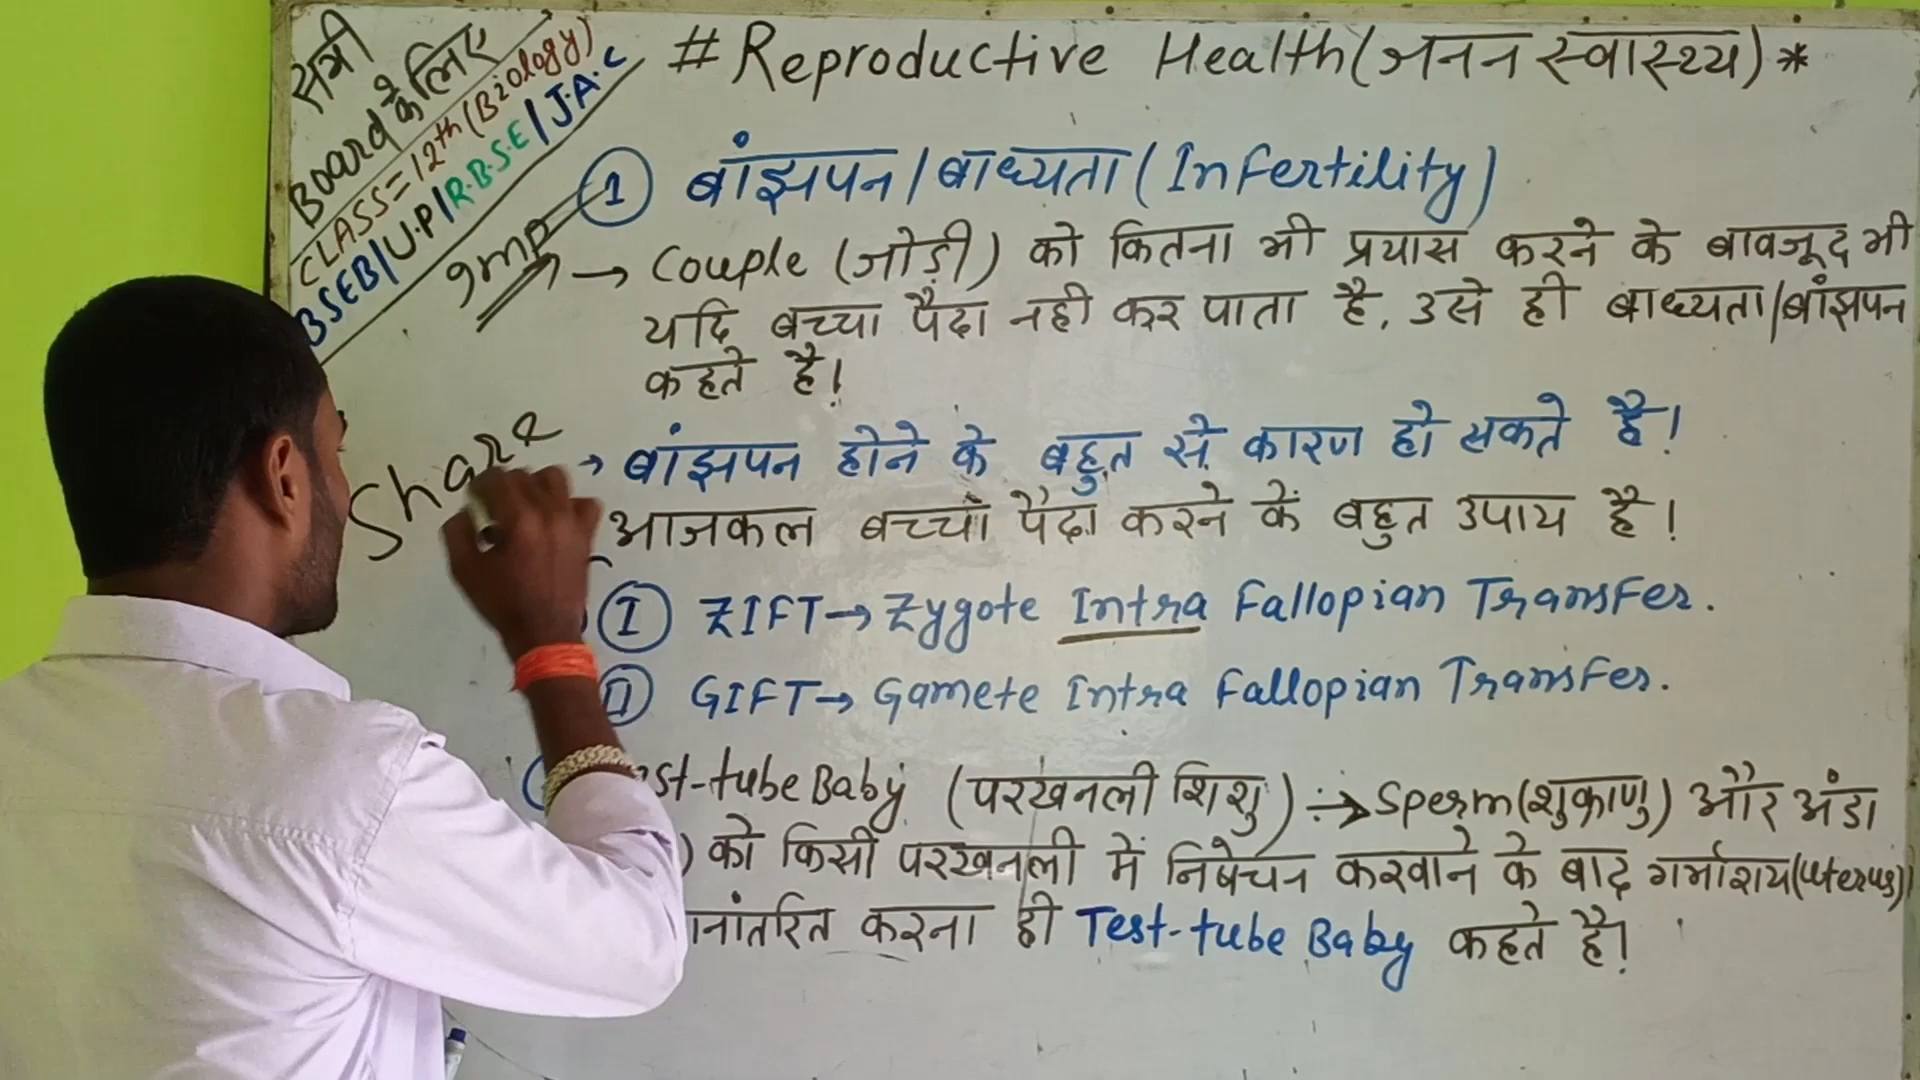 सभी
Board के लिए
CLASS=12th (Biology)
BSEB/U.P/R.B.S.E/J.A.C
#Reproductive Health (जनन स्वास्थ्य)*
Imp
① बांझपन/बाध्यता (Infertility)
→ Couple (जोड़ी) को कितना भी प्रयास करने के बावजूद भी
यदि बच्चा पैदा नही कर पाता है, उसे ही बाध्यता/बांझपन
कहते है!
Share
→ बांझपन होने के बहुत से कारण हो सकते है!
आजकल बच्चों पैदा करने के बहुत उपाय है!
Ⓘ ZIFT→ Zygote Intra Fallopian Transfer.
Ⓘ Ⓘ GIFT→ Gamete Intra Fallopian Transfer.
st-tube Baby (परखनली शिशु) :→ Sperm (शुक्राणु) और अंडा
) को किसी परखनली में निषेचन करवाने के बाद गर्भाशय (uterus)
ानांतरित करना ही Test-tube Baby कहते है!